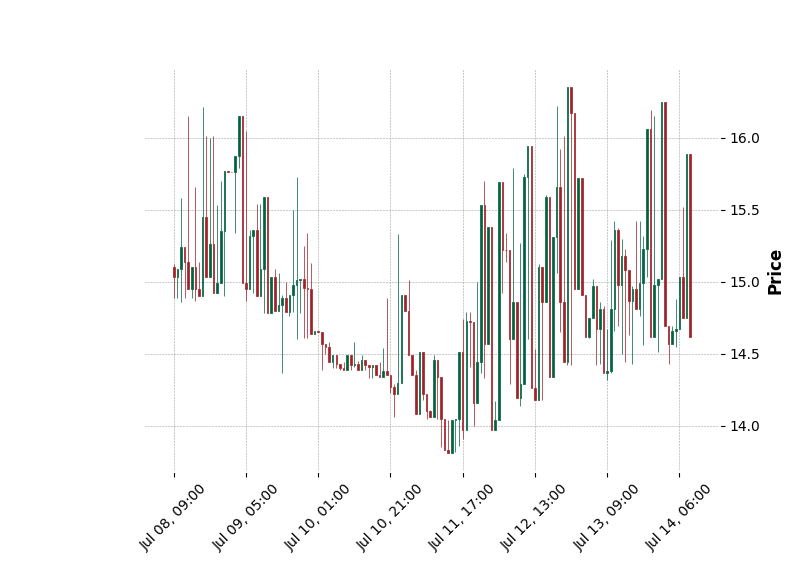 16.0
15.5
15.0
14.5
14.0
Price
Jul 08, 09:00
Jul 09, 05:00
Jul 10, 01:00
Jul 10, 21:00
Jul 11, 17:00
Jul 12, 13:00
Jul 13, 09:00
Jul 14, 06:00